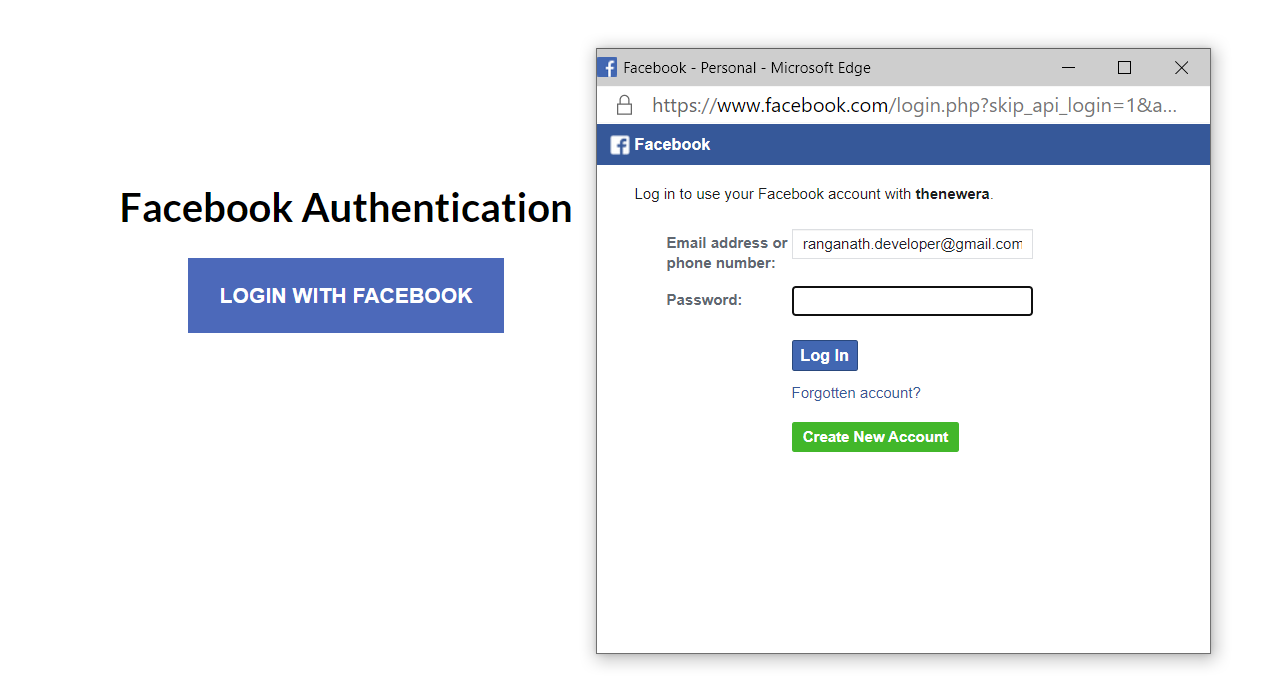 Facebook Authentication
LOGIN WITH FACEBOOK
Facebook - Personal - Microsoft Edge
https://www.facebook.com/login.php?skip_api_login=1&a...
Facebook
Log in to use your Facebook account with thenewera.
Email address or
phone number:
ranganath.developer@gmail.com
Password:
Log In
Forgotten account?
Create New Account